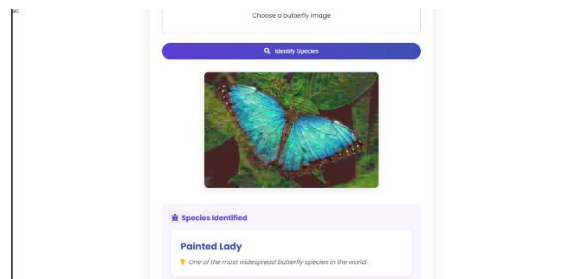 Choose a butterfly image
Identify Species
Species Identified
Painted Lady
One of the most widespread butterfly species in the world.